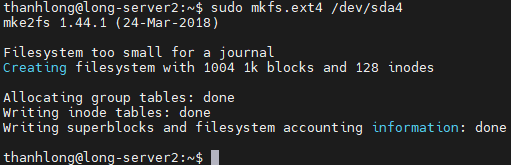 thanhlong@long-server2:~$ sudo mkfs.ext4 /dev/sda4
mke2fs 1.44.1 (24-Mar-2018)
Filesystem too small for a journal
Creating filesystem with 1004 1k blocks and 128 inodes
Allocating group tables: done
Writing inode tables: done
Writing superblocks and filesystem accounting information: done
thanhlong@long-server2:~$